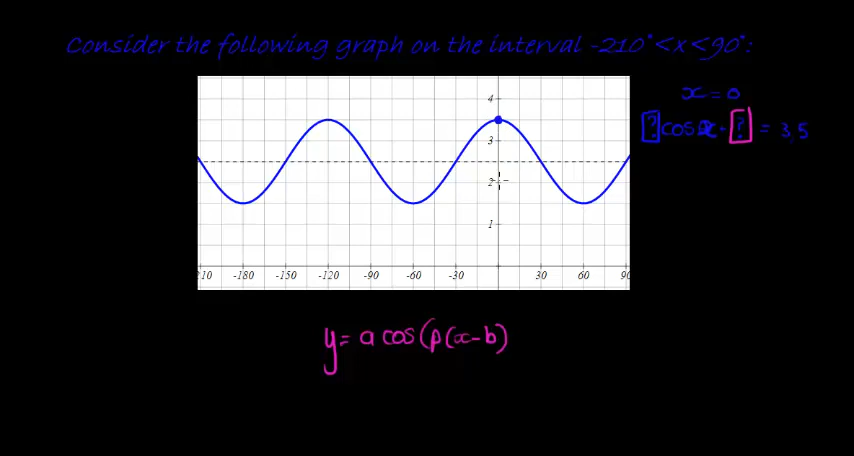 Consider the following graph on the interval -210°<x<90°:
x = 0
? cos x + ? = 3,5
4
3
2
1
210 -180 -150 -120 -90 -60 -30 30 60 90
y = a cos(p(x-b)